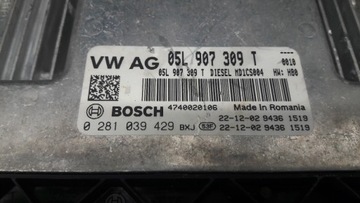 VW AG 05L 907 309 T
05L 907 309 T DIESEL MD1CS004 0010
HW: H80
BOSCH 4740020106 Made in Romania
22-12-02 9436 1519
0 281 039 429 BXJ 22-12-02 9436 1519